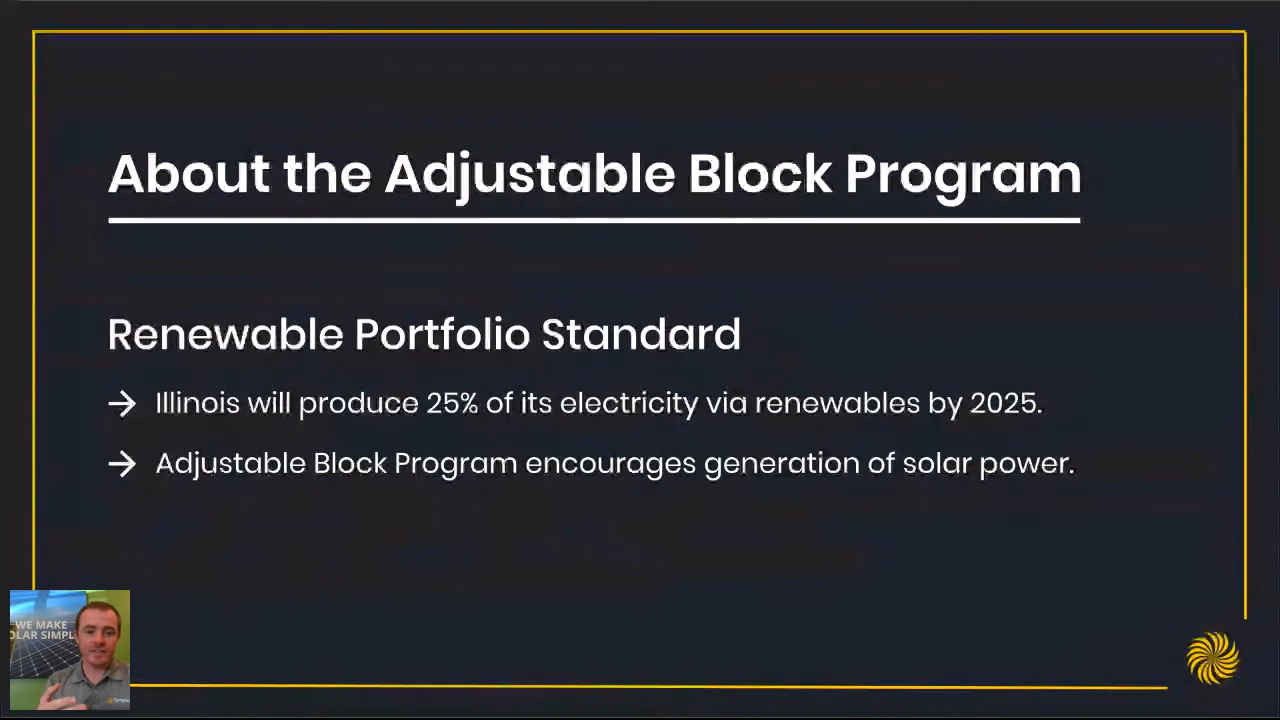 About the Adjustable Block Program
Renewable Portfolio Standard
→ Illinois will produce 25% of its electricity via renewables by 2025.
→ Adjustable Block Program encourages generation of solar power.
WE MAKE
OLAR SIMPL